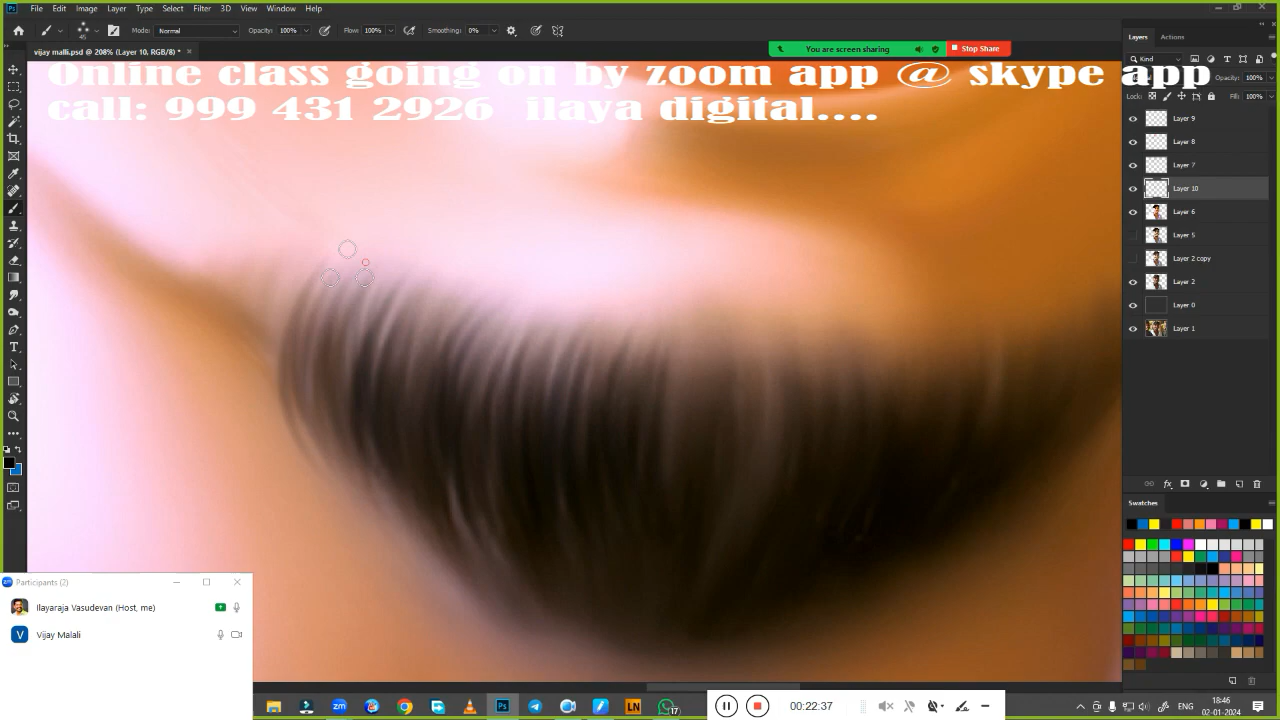 File Edit Image Layer Type Select Filter 3D View Window Help
Mode: Normal Opacity: 100% Flow: 100% Smoothing: 0%
vijay malli.psd @ 208% (Layer 10, RGB/8) *
You are screen sharing Stop Share
Online class going on by zoom app @ skype app
call: 999 431 2926 ilaya digital....
Layers Actions
Kind
Opacity: 100%
Lock: Fill: 100%
Layer 9
Layer 8
Layer 7
Layer 10
Layer 6
Layer 5
Layer 2 copy
Layer 2
Layer 0
Layer 1
Swatches
Participants (2)
Ilayaraja Vasudevan (Host, me)
V Vijay Malali
17
00:22:37
ENG
18:46
02-01-2024